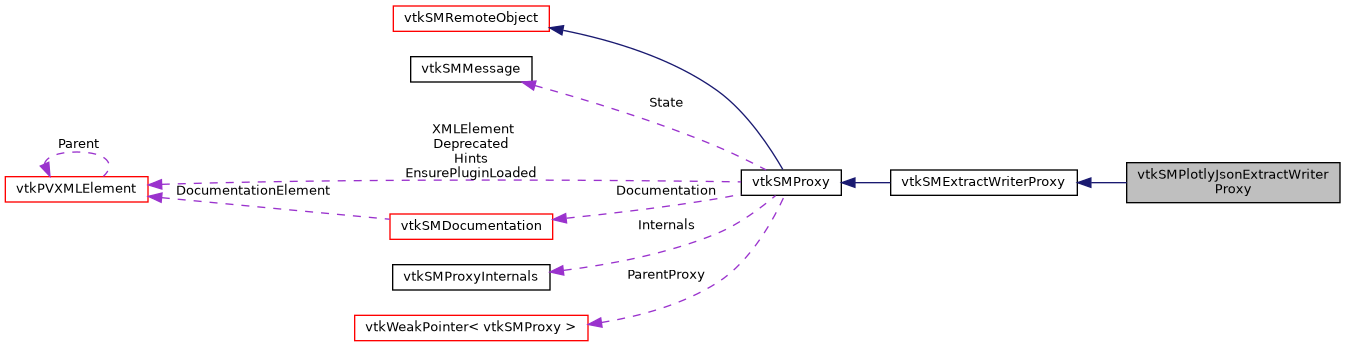 vtkSMRemoteObject
vtkSMMessage
State
XMLElement
Deprecated
Hints
EnsurePluginLoaded
Parent
vtkPVXMLElement
DocumentationElement
vtkSMDocumentation
Documentation
vtkSMProxy
vtkSMExtractWriterProxy
vtkSMPlotlyJsonExtractWriter
Proxy
Internals
vtkSMProxyInternals
ParentProxy
vtkWeakPointer< vtkSMProxy >